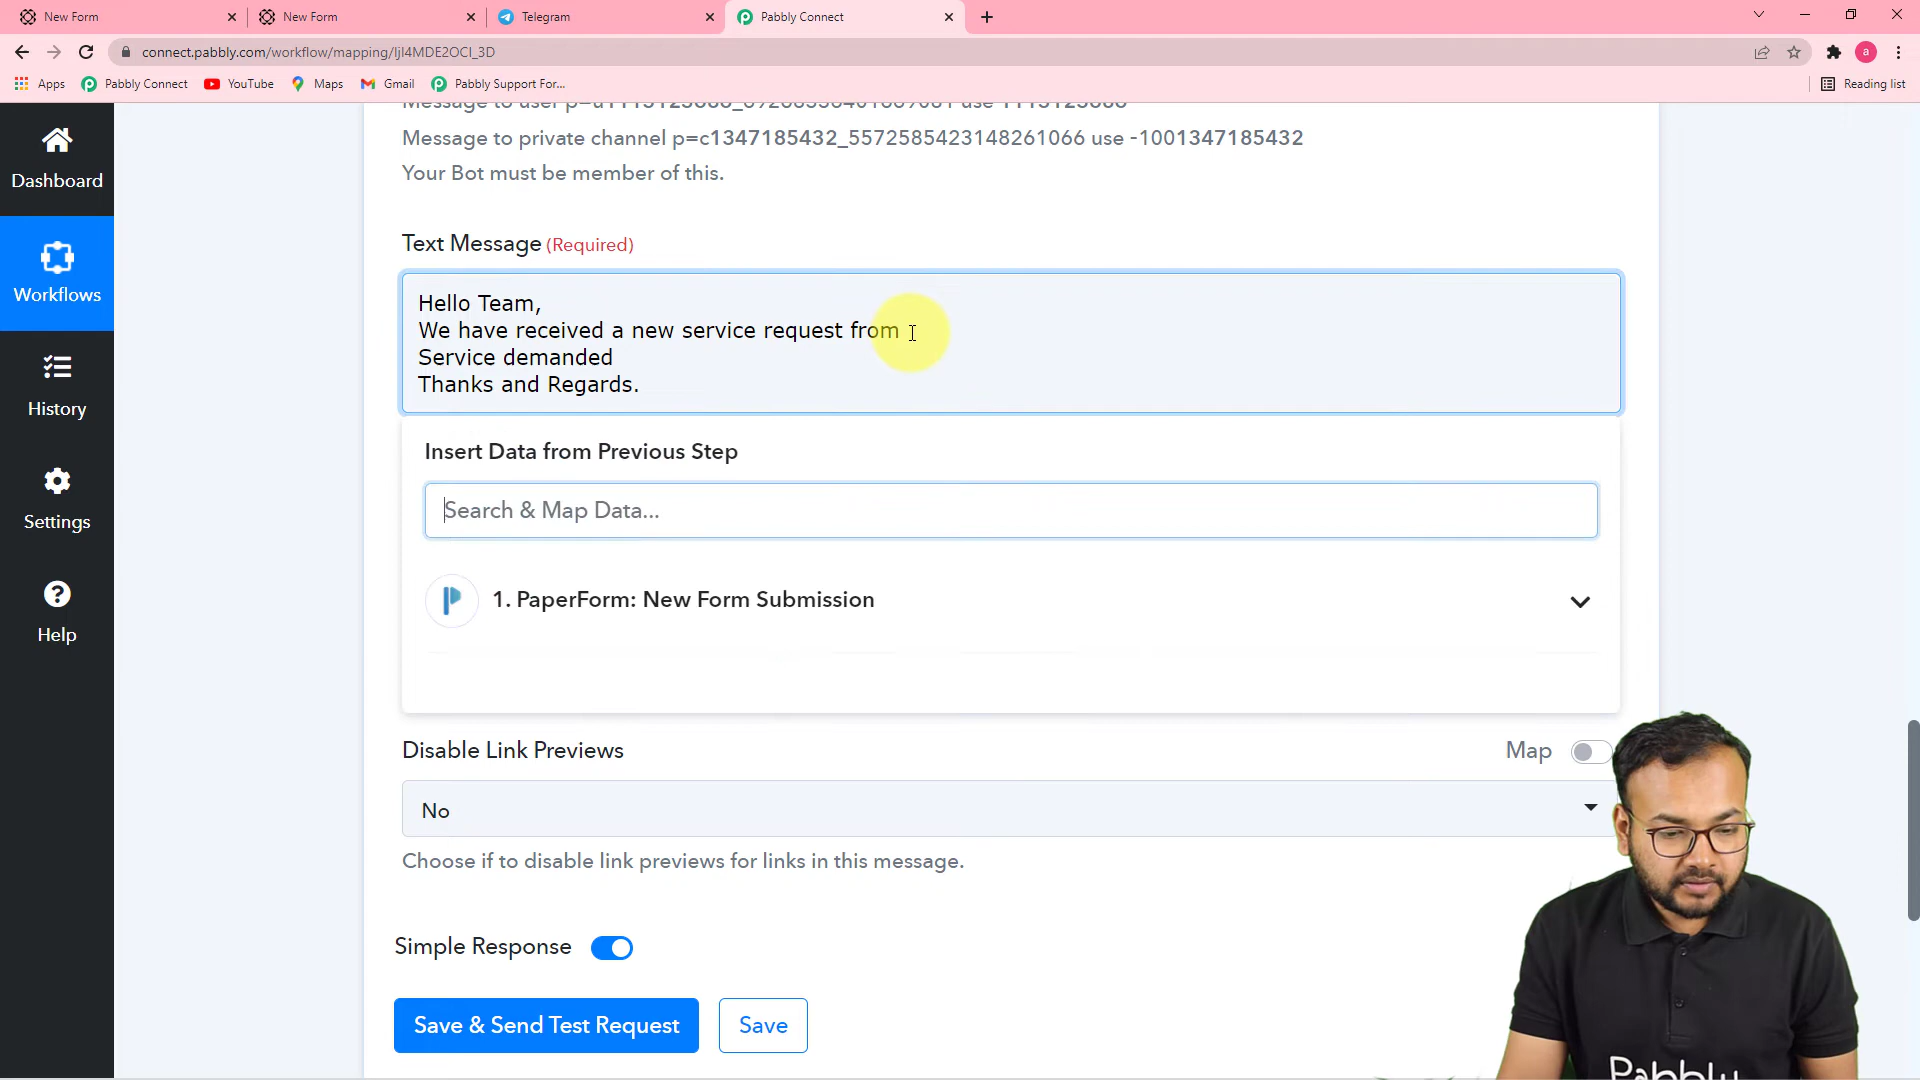 New Form
New Form
Telegram
Pabbly Connect
connect.pabbly.com/workflow/mapping/IjI4MDE2OCI_3D
a
Apps
Pabbly Connect
YouTube
Maps
Gmail
Pabbly Support For...
Reading list
Dashboard
Workflows
History
Settings
Help
Message to private channel p=c1347185432_5572585423148261066 use -1001347185432
Your Bot must be member of this.
Text Message (Required)
Hello Team,
We have received a new service request from
Service demanded
Thanks and Regards.
Insert Data from Previous Step
Search & Map Data...
1. PaperForm: New Form Submission
Disable Link Previews
Map
No
Choose if to disable link previews for links in this message.
Simple Response
Save & Send Test Request
Save
Pabbly